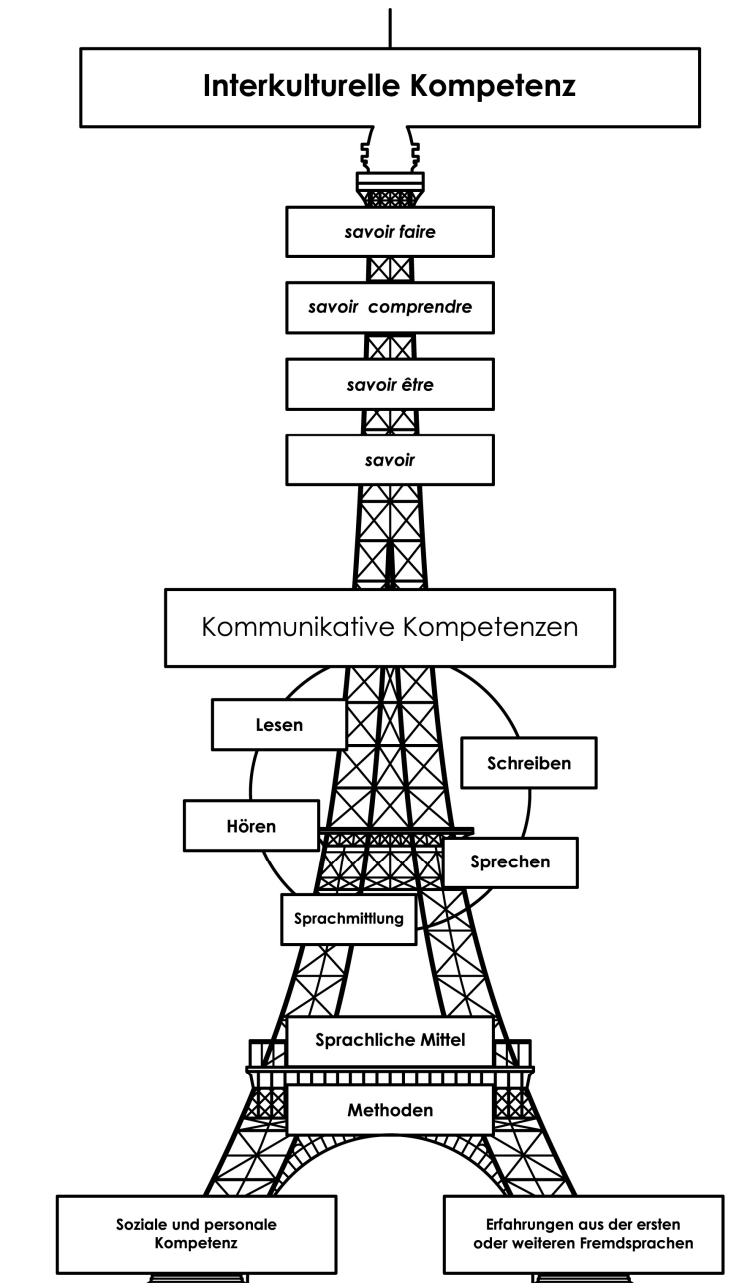 Interkulturelle Kompetenz
savoir faire
savoir comprendre
savoir être
savoir
Kommunikative Kompetenzen
Lesen
Schreiben
Hören
Sprechen
Sprachmittlung
Sprachliche Mittel
Methoden
Soziale und personale
Kompetenz
Erfahrungen aus der ersten
oder weiteren Fremdsprachen